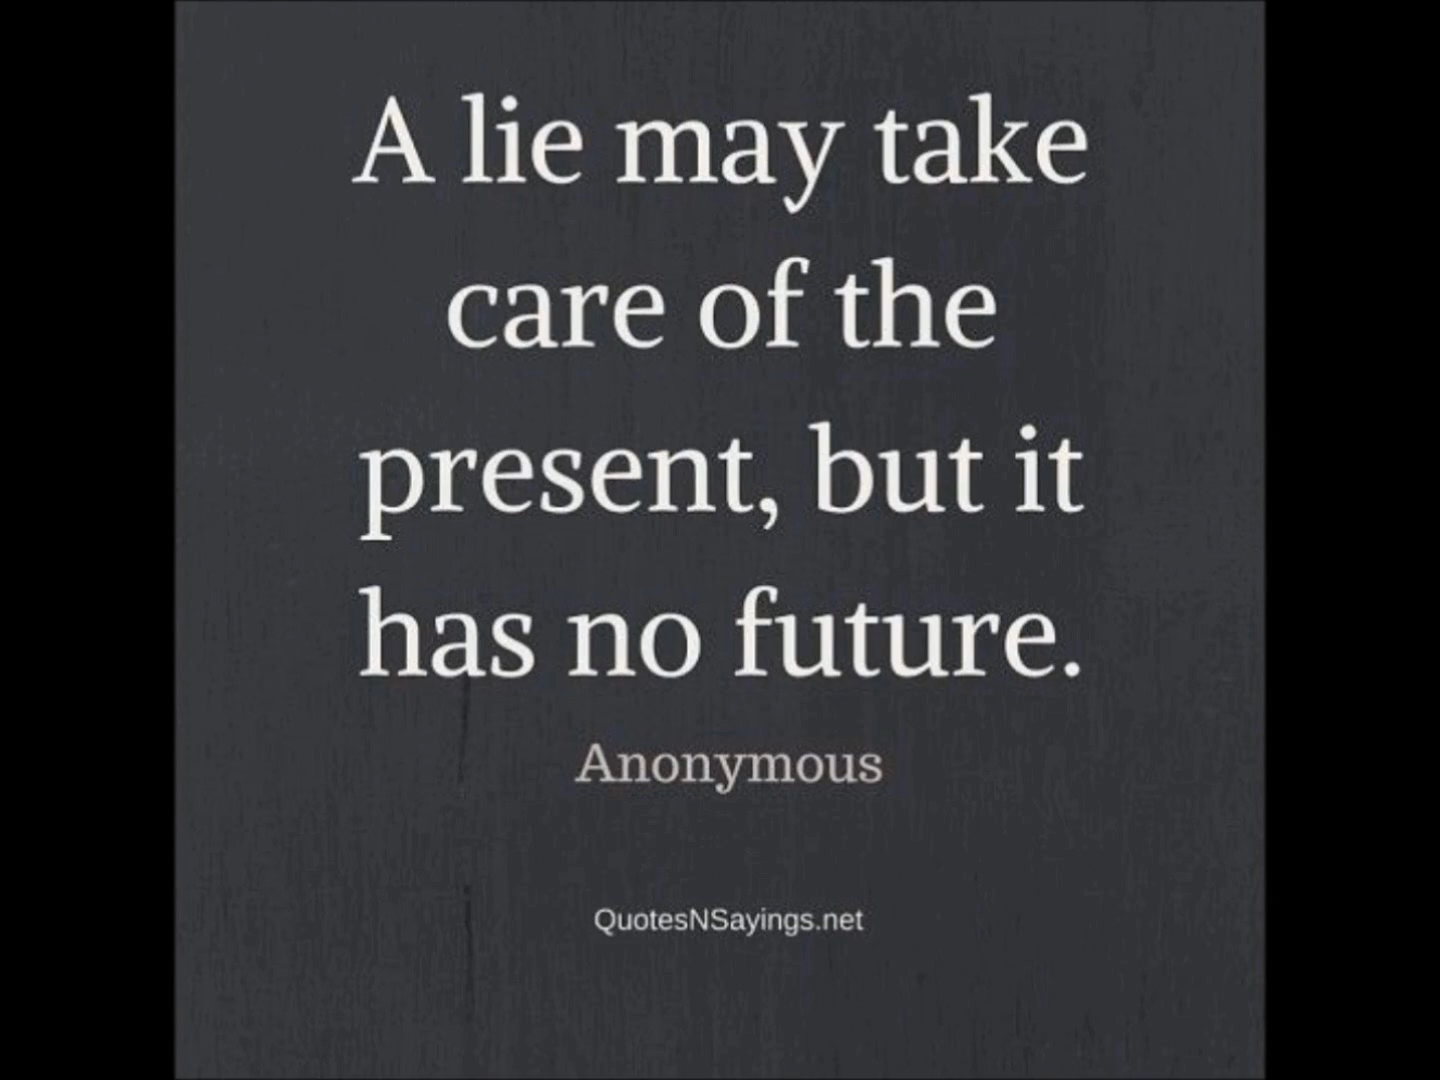 A lie may take
care of the
present, but it
has no future.
Anonymous
QuotesNSayings.net